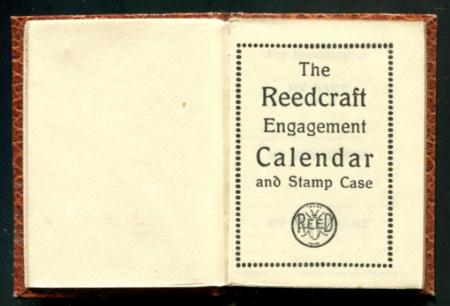 The
Reedcraft
Engagement
Calendar
and Stamp Case
REED